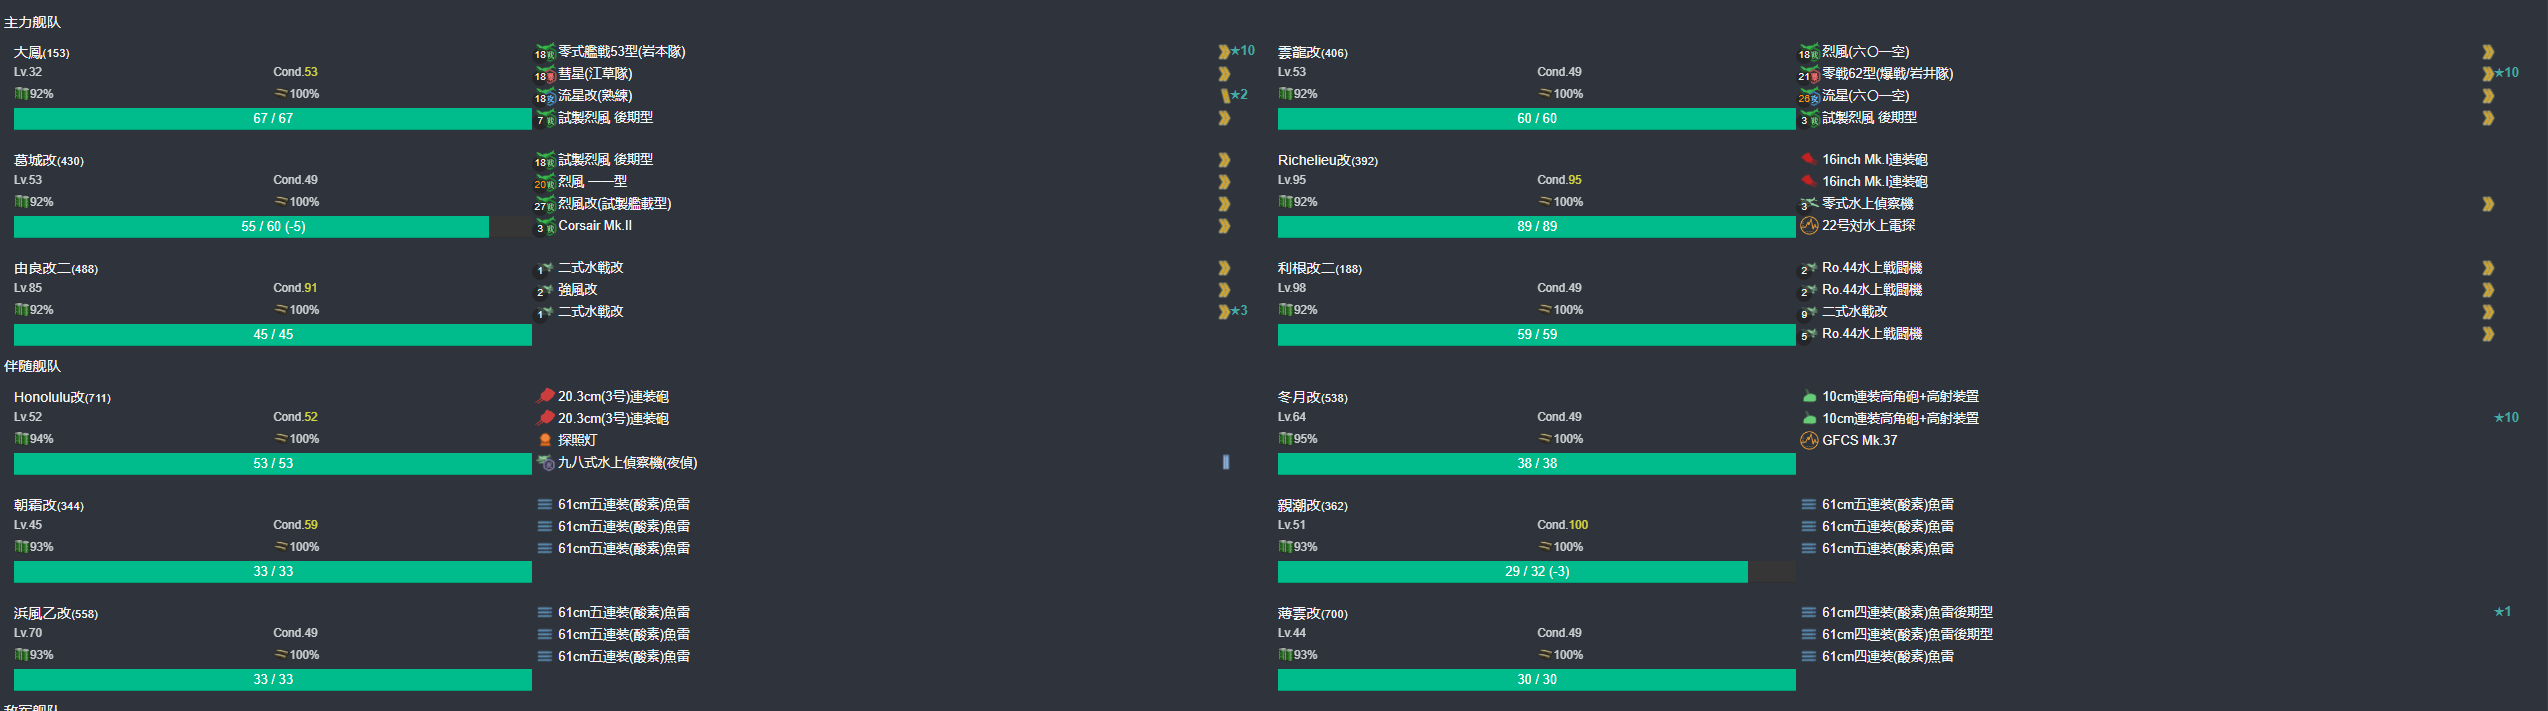 主力舰队
大鳳(153)
Lv.32 Cond.53
92% 100%
67 / 67
18 零式艦戦53型(岩本隊) ★10
18 彗星(江草隊)
18 流星改(熟練) ★2
7 試製烈風 後期型
雲龍改(406)
Lv.53 Cond.49
92% 100%
60 / 60
18 烈風(六〇一空)
21 零戦62型(爆戦/岩井隊) ★10
26 流星(六〇一空)
3 試製烈風 後期型
葛城改(430)
Lv.53 Cond.49
92% 100%
55 / 60 (-5)
18 試製烈風 後期型
20 烈風 一一型
27 烈風改(試製艦載型)
3 Corsair Mk.II
Richelieu改(392)
Lv.95 Cond.95
92% 100%
89 / 89
16inch Mk.I連装砲
16inch Mk.I連装砲
3 零式水上偵察機
22号対水上電探
由良改二(488)
Lv.85 Cond.91
92% 100%
45 / 45
1 二式水戦改
2 強風改
1 二式水戦改 ★3
利根改二(188)
Lv.98 Cond.49
92% 100%
59 / 59
2 Ro.44水上戦闘機
2 Ro.44水上戦闘機
9 二式水戦改
5 Ro.44水上戦闘機
伴随舰队
Honolulu改(711)
Lv.52 Cond.52
94% 100%
53 / 53
20.3cm(3号)連装砲
20.3cm(3号)連装砲
探照灯
九八式水上偵察機(夜偵)
冬月改(538)
Lv.64 Cond.49
95% 100%
38 / 38
10cm連装高角砲+高射装置
10cm連装高角砲+高射装置 ★10
GFCS Mk.37
朝霜改(344)
Lv.45 Cond.59
93% 100%
33 / 33
61cm五連装(酸素)魚雷
61cm五連装(酸素)魚雷
61cm五連装(酸素)魚雷
親潮改(362)
Lv.51 Cond.100
93% 100%
29 / 32 (-3)
61cm五連装(酸素)魚雷
61cm五連装(酸素)魚雷
61cm五連装(酸素)魚雷
浜風乙改(558)
Lv.70 Cond.49
93% 100%
33 / 33
61cm五連装(酸素)魚雷
61cm五連装(酸素)魚雷
61cm五連装(酸素)魚雷
薄雲改(700)
Lv.44 Cond.49
93% 100%
30 / 30
61cm四連装(酸素)魚雷後期型 ★1
61cm四連装(酸素)魚雷後期型
61cm四連装(酸素)魚雷